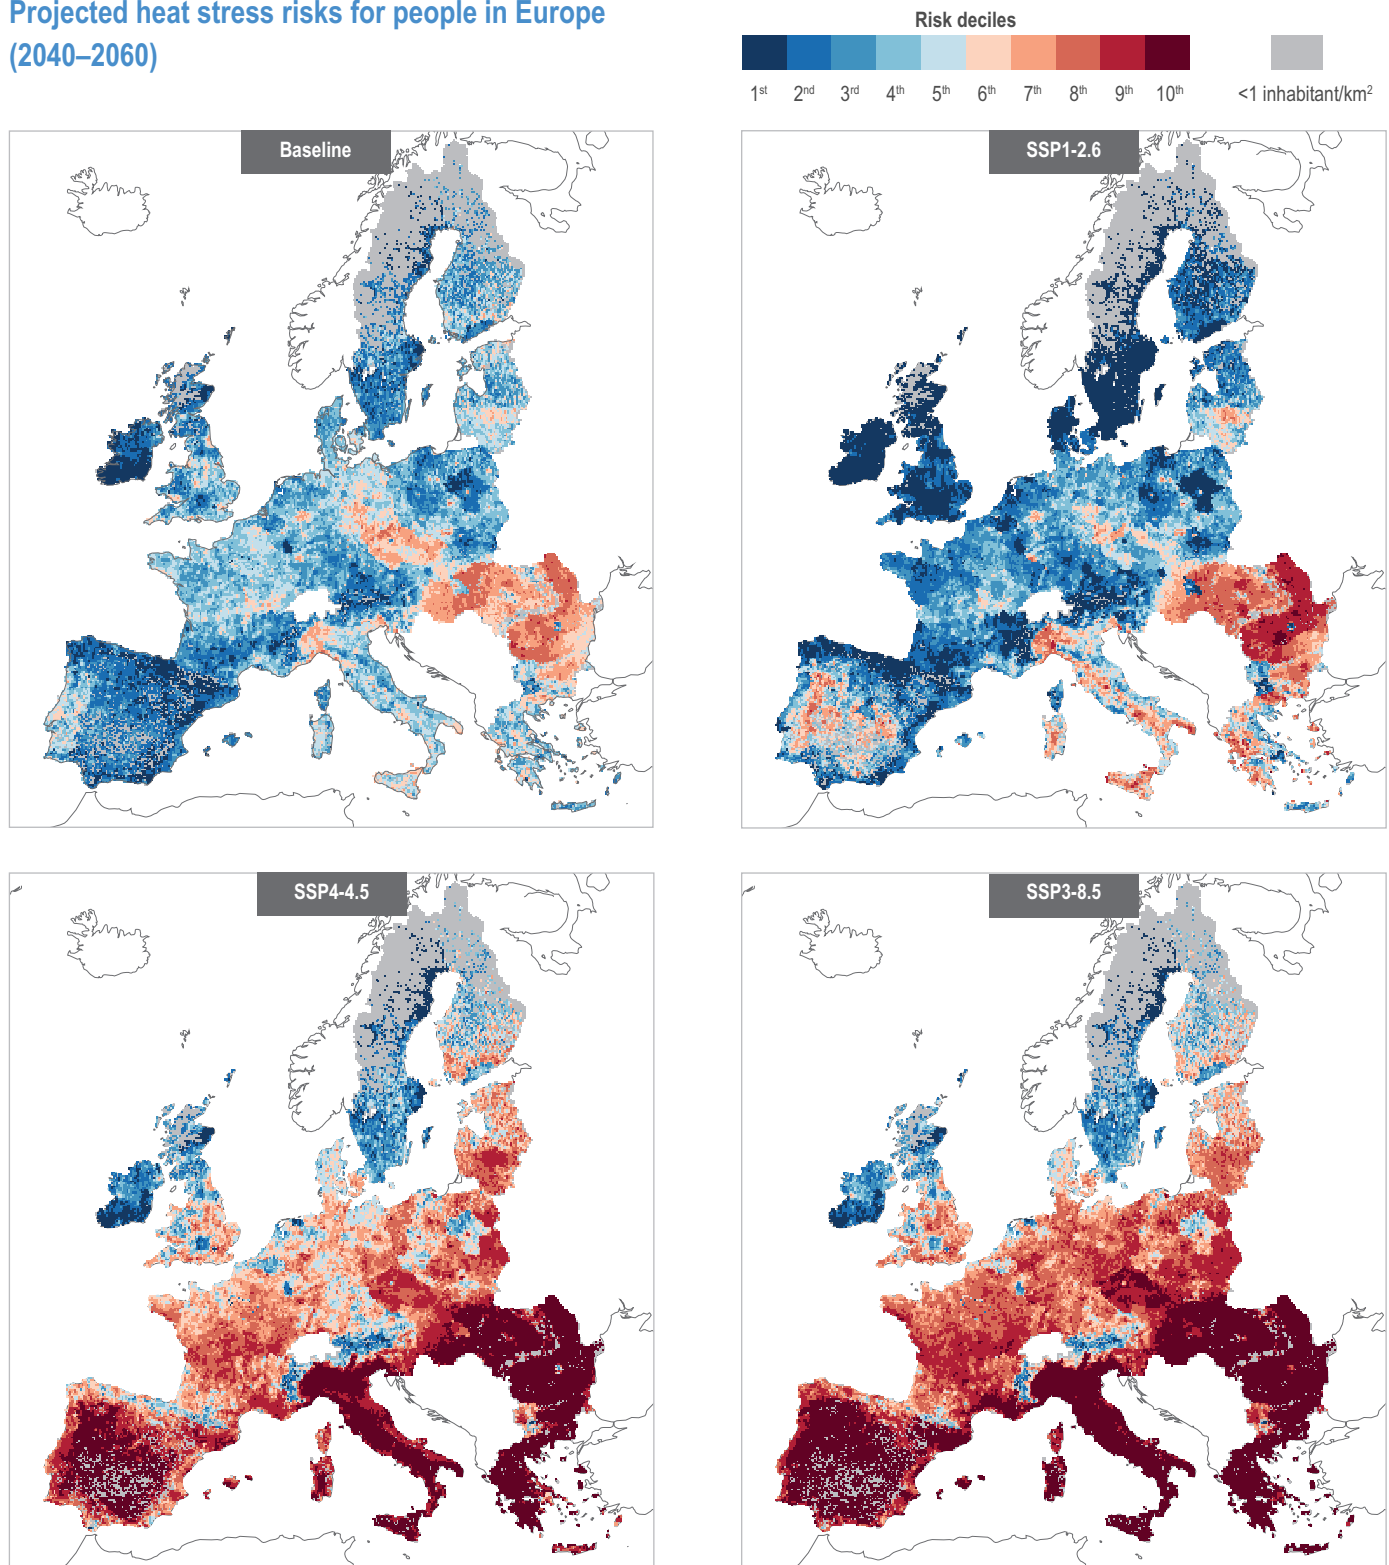 Projected heat stress risks for people in Europe
(2040–2060)
Risk deciles
1st 2nd 3rd 4th 5th 6th 7th 8th 9th 10th
<1 inhabitant/km2
Baseline
SSP1-2.6
SSP4-4.5
SSP3-8.5